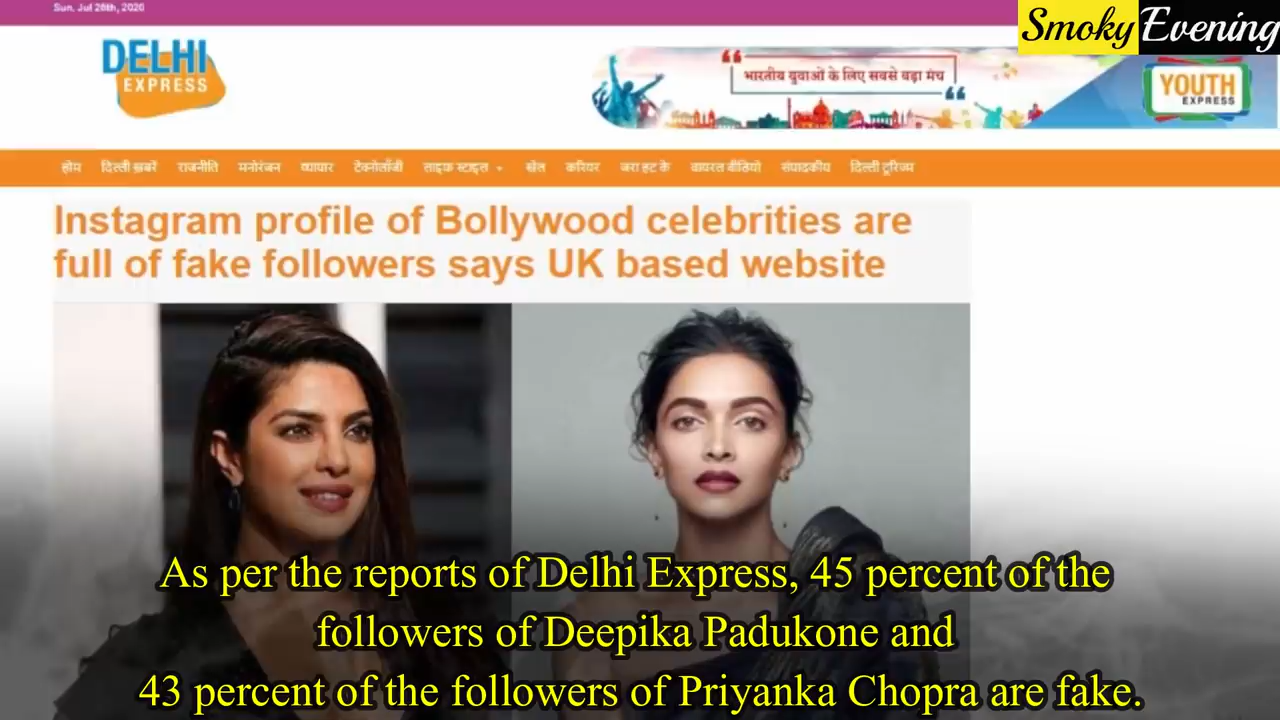 Sun. Jul 26th, 2020
Smoky Evening
DELHI
EXPRESS
भारतीय युवाओं के लिए सबसे बड़ा मंच
YOUTH
EXPRESS
होम दिल्ली ख़बरें राजनीति मनोरंजन व्यापार टेक्नोलॉजी लाइफ स्टाइल खेल करियर जरा हट के वायरल वीडियो संपादकीय दिल्ली टूरिज्म
Instagram profile of Bollywood celebrities are
full of fake followers says UK based website
As per the reports of Delhi Express, 45 percent of the
followers of Deepika Padukone and
43 percent of the followers of Priyanka Chopra are fake.